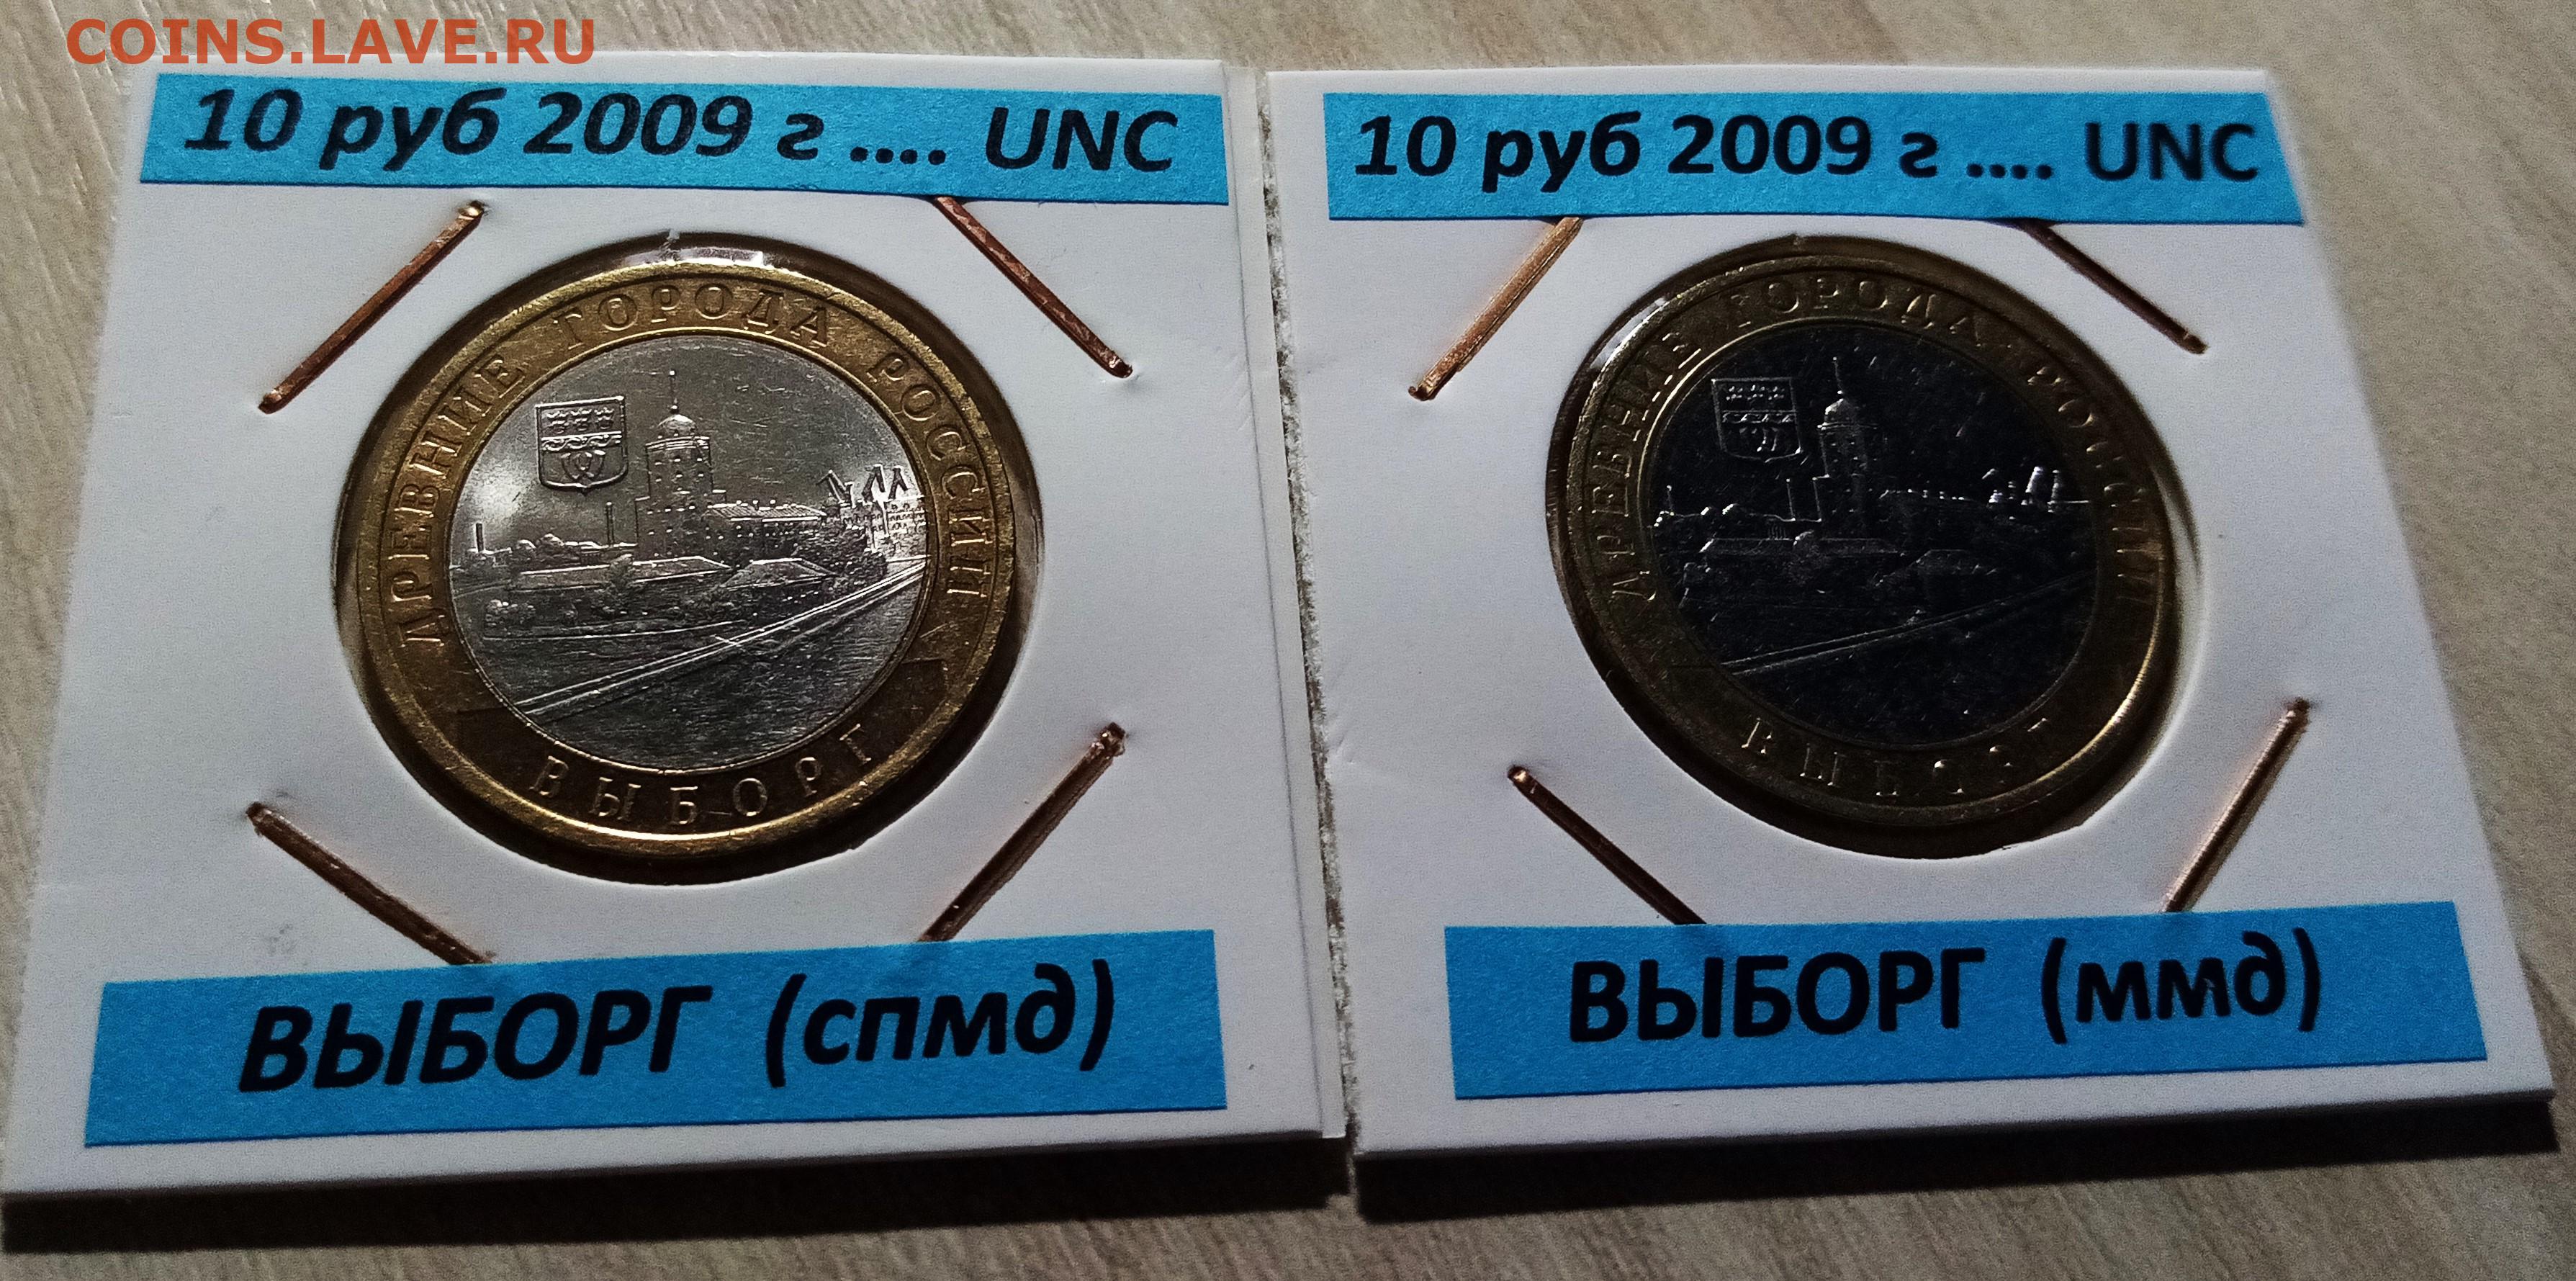 COINS.LAVE.RU
10 руб 2009 г .... UNC
ДРЕВНИЕ ГОРОДА РОССИИ
ВЫБОРГ
ВЫБОРГ (спмд)
10 руб 2009 г .... UNC
ДРЕВНИЕ ГОРОДА РОССИИ
ВЫБОРГ
ВЫБОРГ (ммд)